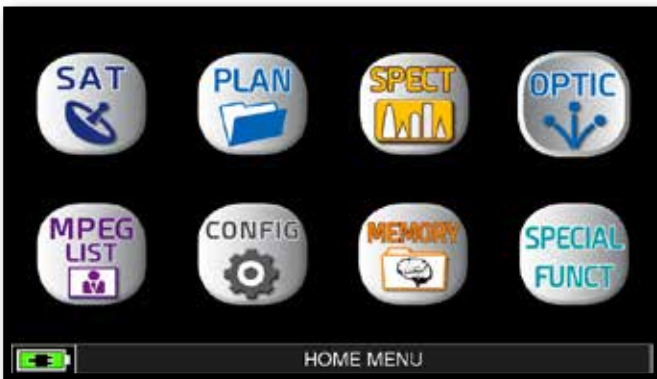 SAT
PLAN
SPECT
OPTIC
MPEG
LIST
CONFIG
MEMORY
SPECIAL
FUNCT
HOME MENU